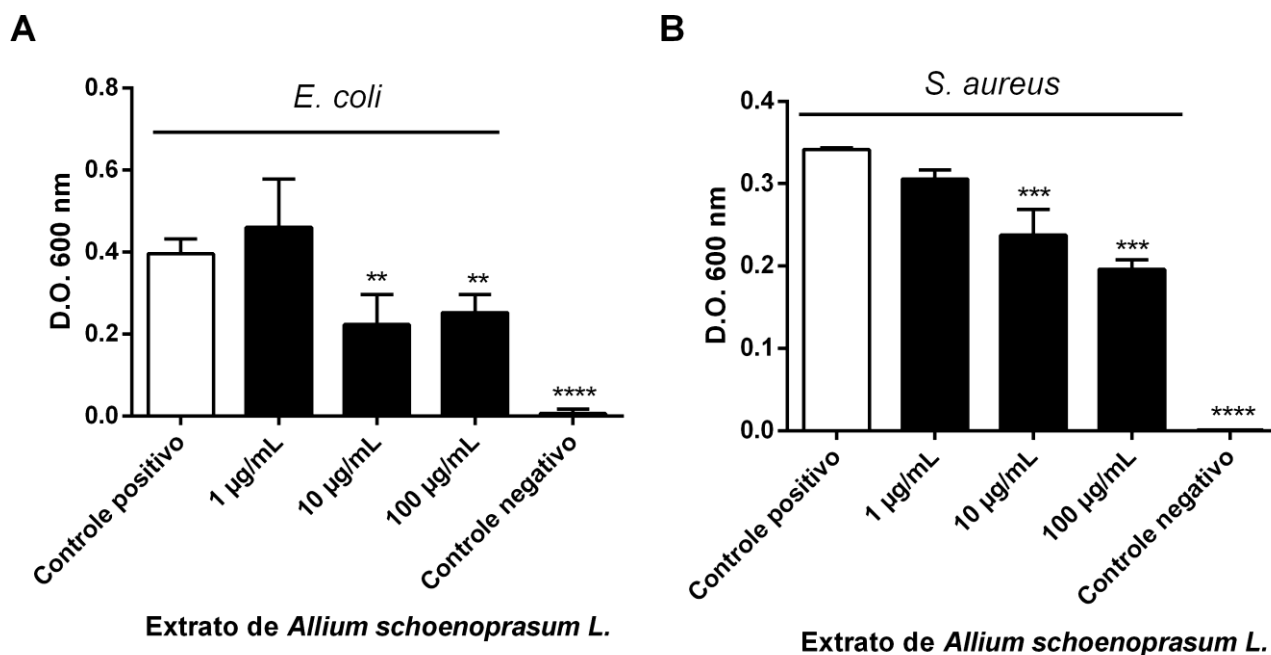 A
E. coli
D.O. 600 nm
0.8
0.6
0.4
0.2
0.0
**
**
****
Controle positivo
1 µg/mL
10 µg/mL
100 µg/mL
Controle negativo
Extrato de Allium schoenoprasum L.
B
S. aureus
D.O. 600 nm
0.4
0.3
0.2
0.1
0.0
***
***
****
Controle positivo
1 µg/mL
10 µg/mL
100 µg/mL
Controle negativo
Extrato de Allium schoenoprasum L.